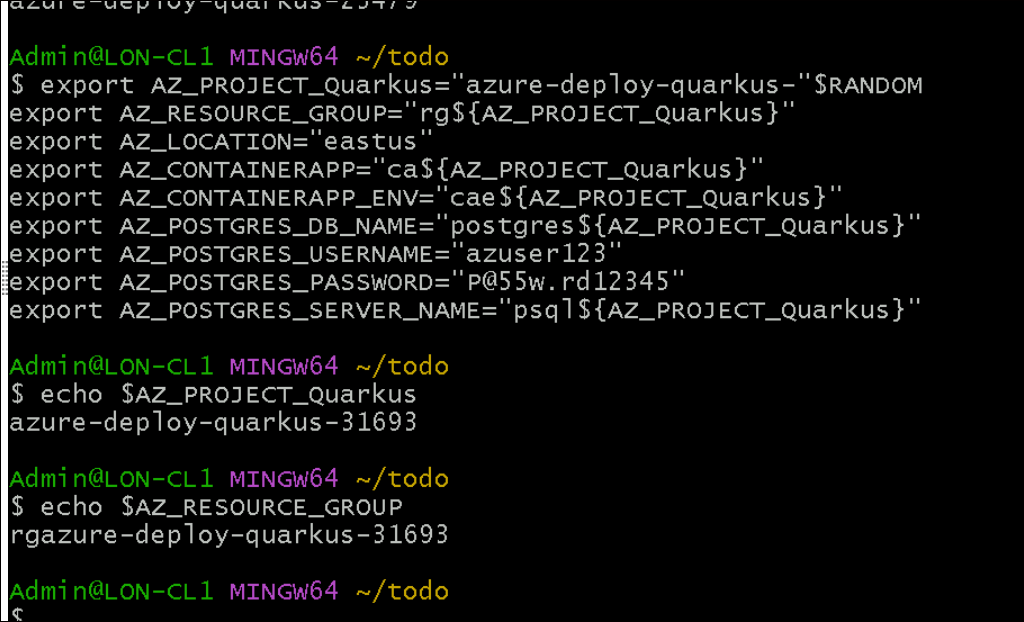 azure-deploy-quarkus-25479
Admin@LON-CL1 MINGW64 ~/todo
$ export AZ_PROJECT_Quarkus="azure-deploy-quarkus-"$RANDOM
export AZ_RESOURCE_GROUP="rg${AZ_PROJECT_Quarkus}"
export AZ_LOCATION="eastus"
export AZ_CONTAINERAPP="ca${AZ_PROJECT_Quarkus}"
export AZ_CONTAINERAPP_ENV="cae${AZ_PROJECT_Quarkus}"
export AZ_POSTGRES_DB_NAME="postgres${AZ_PROJECT_Quarkus}"
export AZ_POSTGRES_USERNAME="azuser123"
export AZ_POSTGRES_PASSWORD="P@55w.rd12345"
export AZ_POSTGRES_SERVER_NAME="psql${AZ_PROJECT_Quarkus}"
Admin@LON-CL1 MINGW64 ~/todo
$ echo $AZ_PROJECT_Quarkus
azure-deploy-quarkus-31693
Admin@LON-CL1 MINGW64 ~/todo
$ echo $AZ_RESOURCE_GROUP
rgazure-deploy-quarkus-31693
Admin@LON-CL1 MINGW64 ~/todo
$